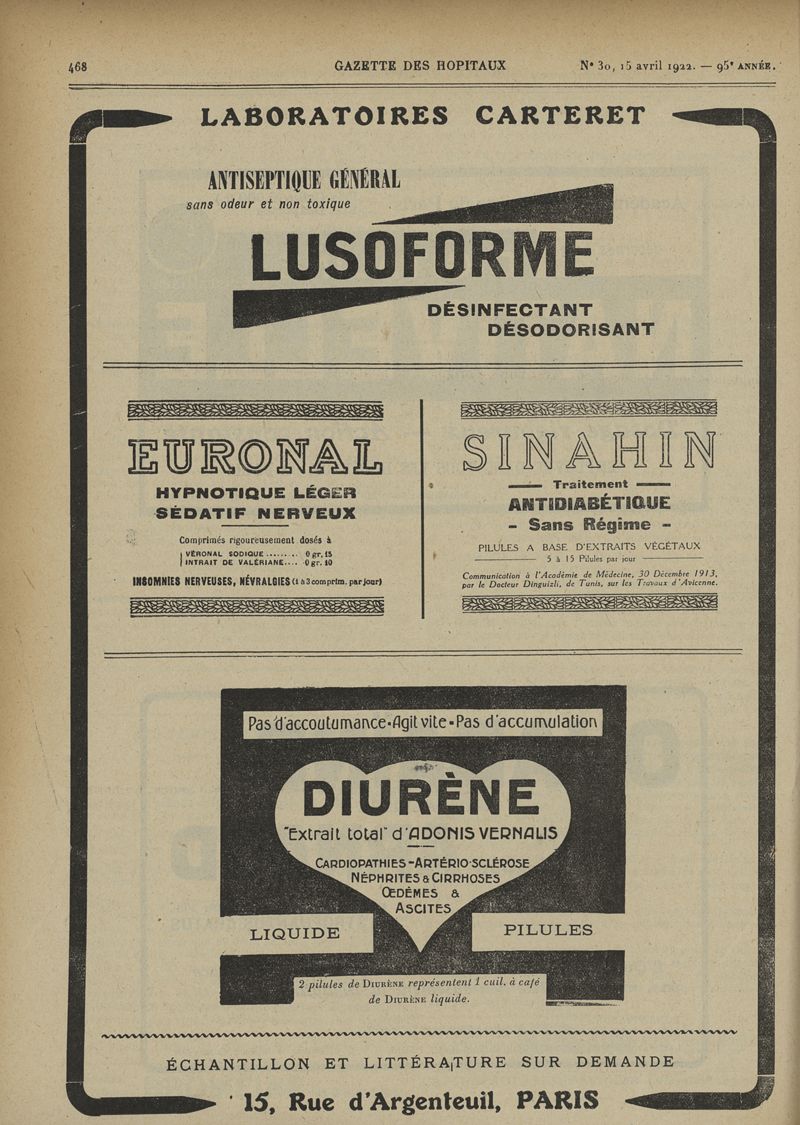 468
GAZETTE DES HOPITAUX
N° 30, 15 avril 1922. — 95e ANNÉE.
LABORATOIRES CARTERET
ANTISEPTIQUE GÉNÉRAL
sans odeur et non toxique
LUSOFORME
DÉSINFECTANT
DÉSODORISANT
EURONAL
HYPNOTIQUE LÉGER
SÉDATIF NERVEUX
Comprimés rigoureusement dosés à
VÉRONAL SODIQUE......... 0 gr. 15
INTRAIT DE VALÉRIANE.... 0 gr. 10
INSOMNIES NERVEUSES, NÉVRALGIES (1 à 3 comprim. par jour)
SINAHIN
Traitement
ANTIDIABÉTIQUE
- Sans Régime -
PILULES A BASE D'EXTRAITS VÉGÉTAUX
5 à 15 Pilules par jour
Communication à l'Académie de Médecine, 30 Décembre 1913,
par le Docteur Dinguizli, de Tunis, sur les Travaux d'Avicenne.
Pas d'accoutumance-Agit vite-Pas d'accumulation
DIURÈNE
"Extrait total" d'ADONIS VERNALIS
CARDIOPATHIES-ARTÉRIO-SCLÉROSE
NÉPHRITES & CIRRHOSES
ŒDÈMES &
ASCITES
LIQUIDE
PILULES
2 pilules de DIURÈNE représentent 1 cuil. à café
de DIURÈNE liquide.
ÉCHANTILLON ET LITTÉRATURE SUR DEMANDE
15, Rue d'Argenteuil, PARIS